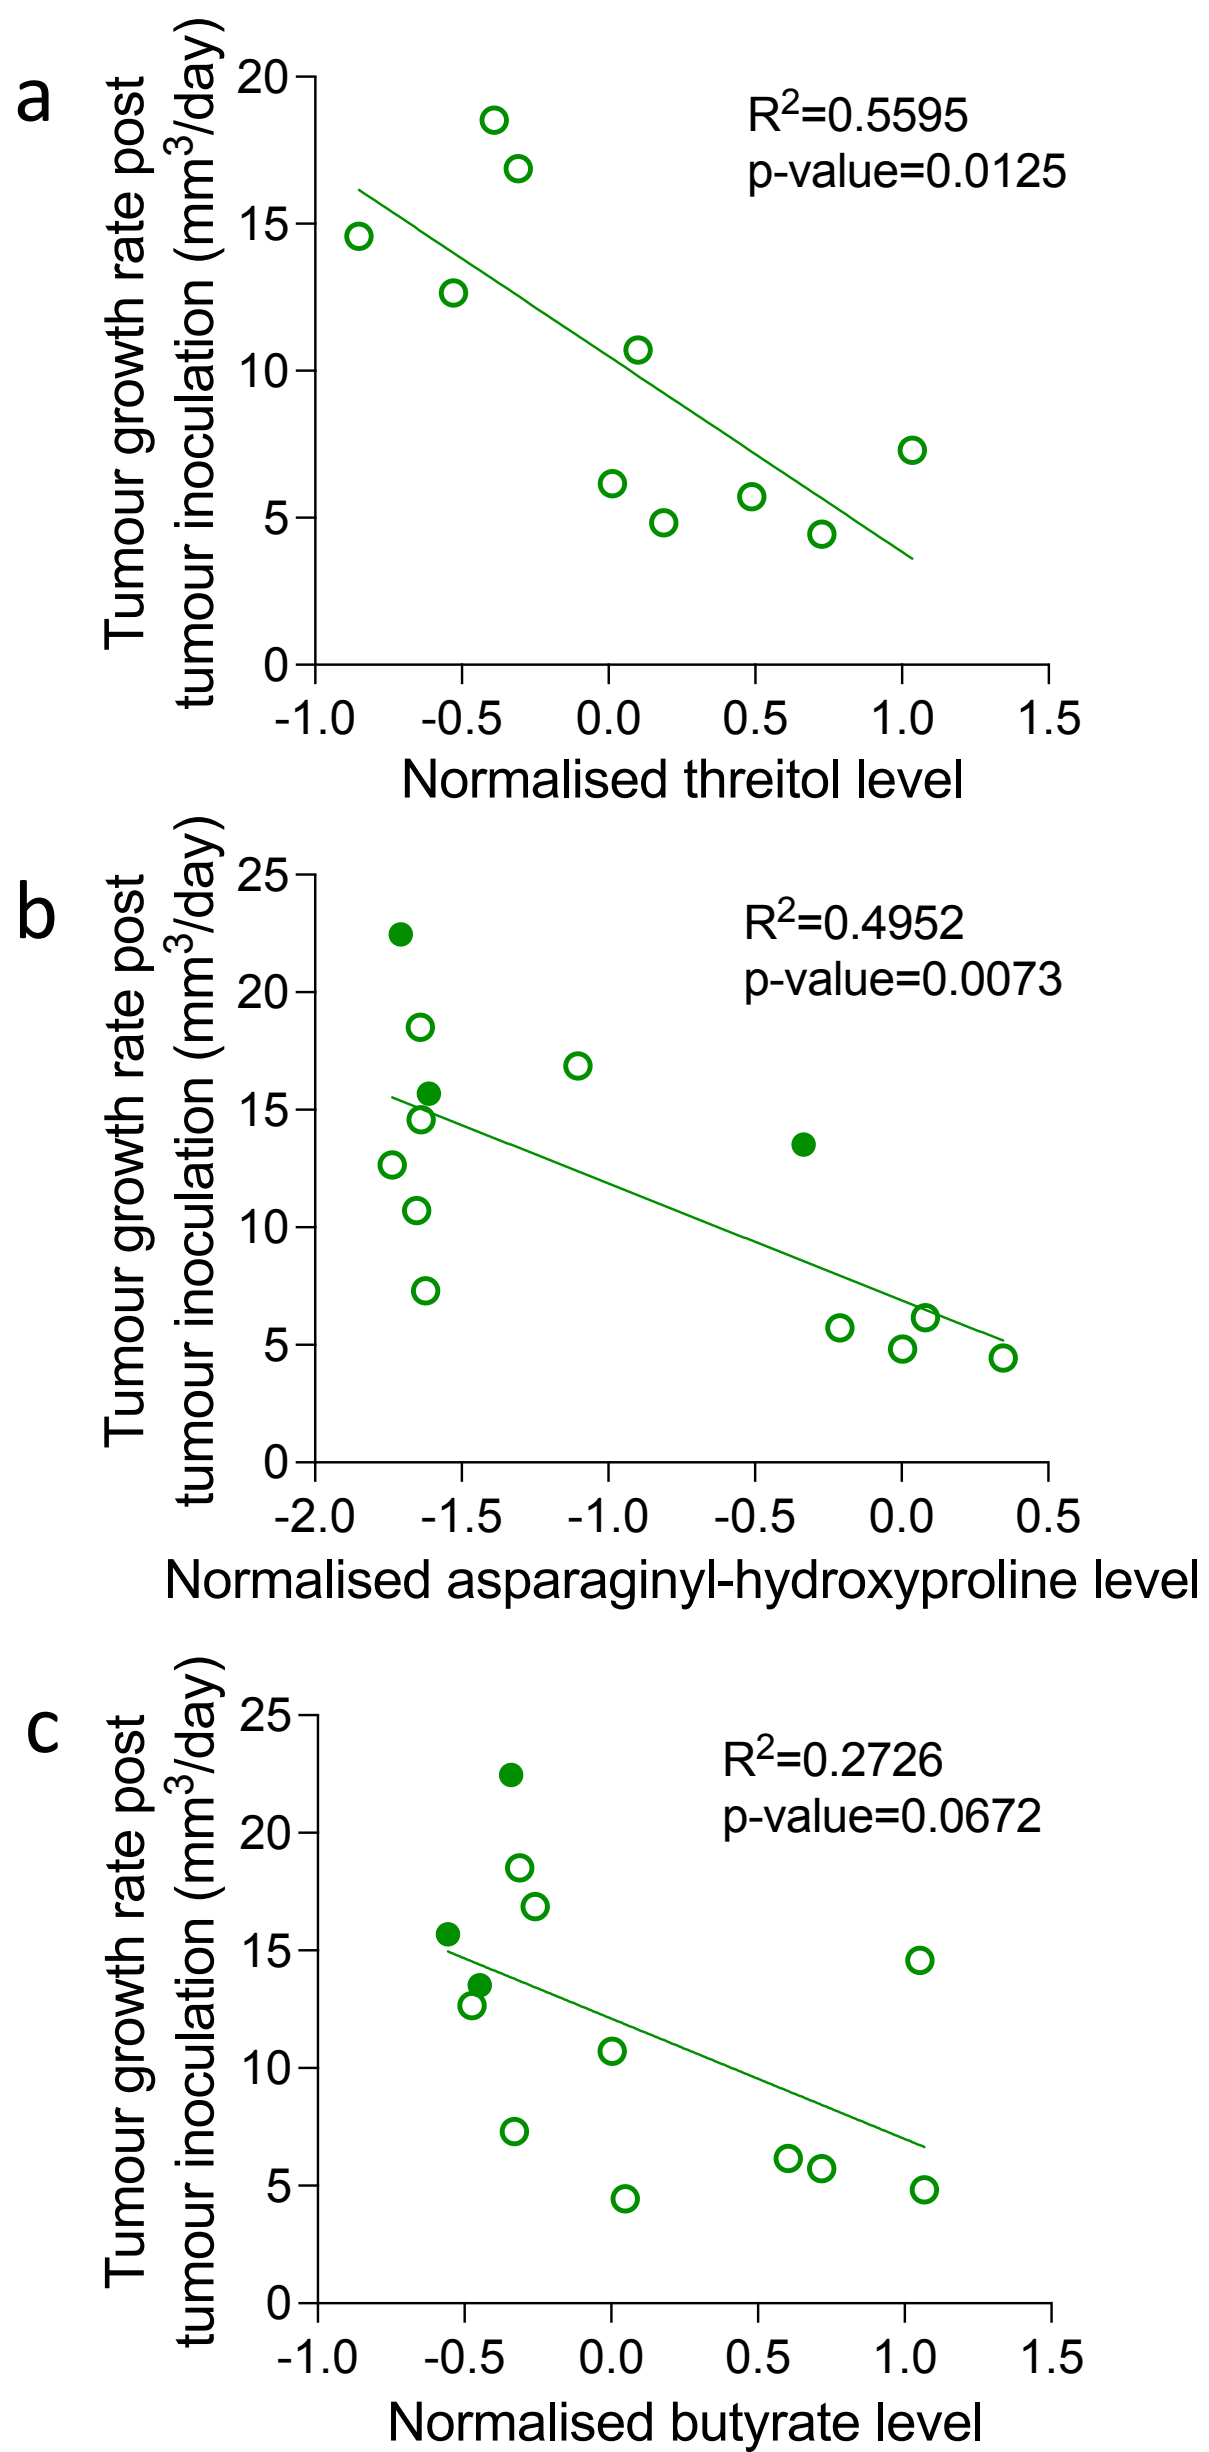 a
Tumour growth rate post
tumour inoculation (mm³/day)
20
15
10
5
0
R²=0.5595
p-value=0.0125
-1.0 -0.5 0.0 0.5 1.0 1.5
Normalised threitol level
b
Tumour growth rate post
tumour inoculation (mm³/day)
25
20
15
10
5
0
R²=0.4952
p-value=0.0073
-2.0 -1.5 -1.0 -0.5 0.0 0.5
Normalised asparaginyl-hydroxyproline level
c
Tumour growth rate post
tumour inoculation (mm³/day)
25
20
15
10
5
0
R²=0.2726
p-value=0.0672
-1.0 -0.5 0.0 0.5 1.0 1.5
Normalised butyrate level